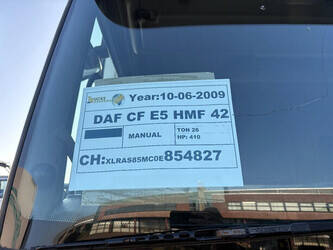 Year:10-06-2009
DAF CF E5 HMF 42
MANUAL
TON 26
HP: 410
CH:XLRAS85MC0E854827